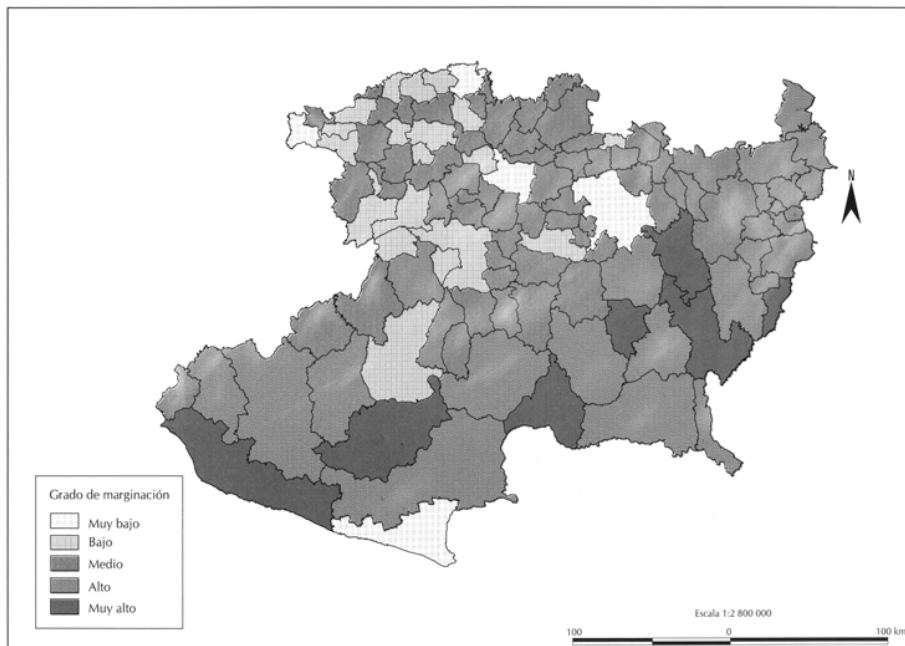 N
Grado de marginación
Muy bajo
Bajo
Medio
Alto
Muy alto
Escala 1:2 800 000
100 0 100 km